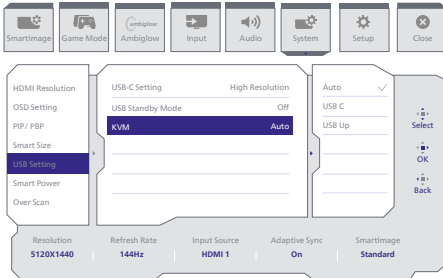 SmartImage
Game Mode
ambiglow
Ambiglow
Input
Audio
System
Setup
Close
HDMI Resolution
OSD Setting
PIP/ PBP
Smart Size
USB Setting
Smart Power
Over Scan
USB-C Setting High Resolution
USB Standby Mode Off
KVM Auto
Auto
USB C
USB Up
Select
OK
Back
Resolution Refresh Rate Input Source Adaptive Sync SmartImage
5120X1440 144Hz HDMI 1 On Standard